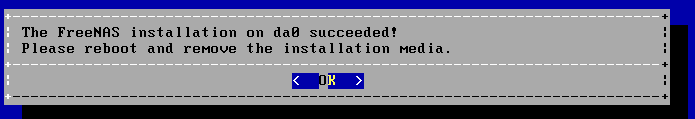 The FreeNAS installation on da0 succeeded!
Please reboot and remove the installation media.
< OK >